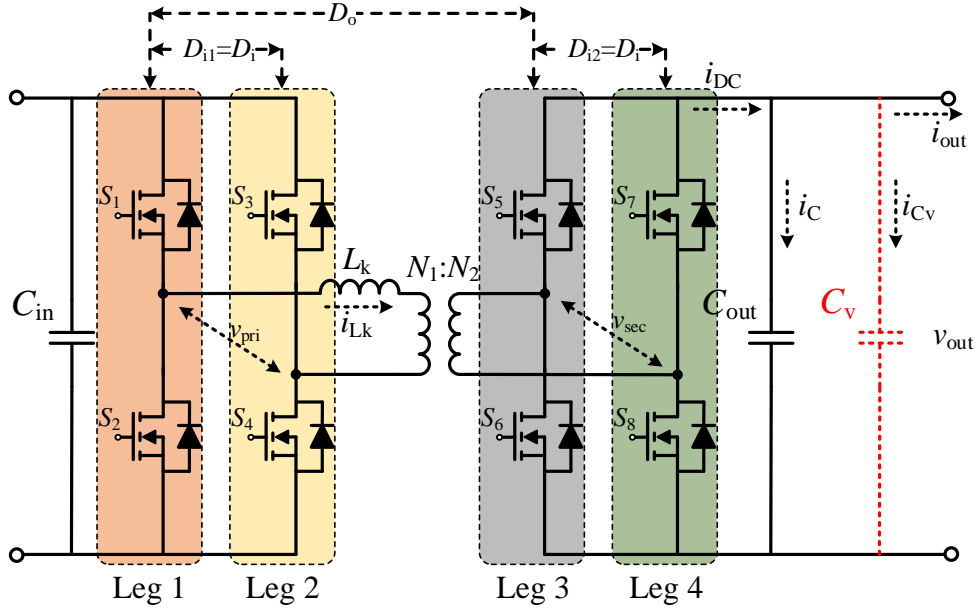 D_o
D_i1=D_i
D_i2=D_i
i_DC
i_out
S_1
S_3
S_5
S_7
i_C
i_Cv
L_k
N_1:N_2
C_in
i_Lk
v_pri
v_sec
C_out
C_v
v_out
S_2
S_4
S_6
S_8
Leg 1
Leg 2
Leg 3
Leg 4